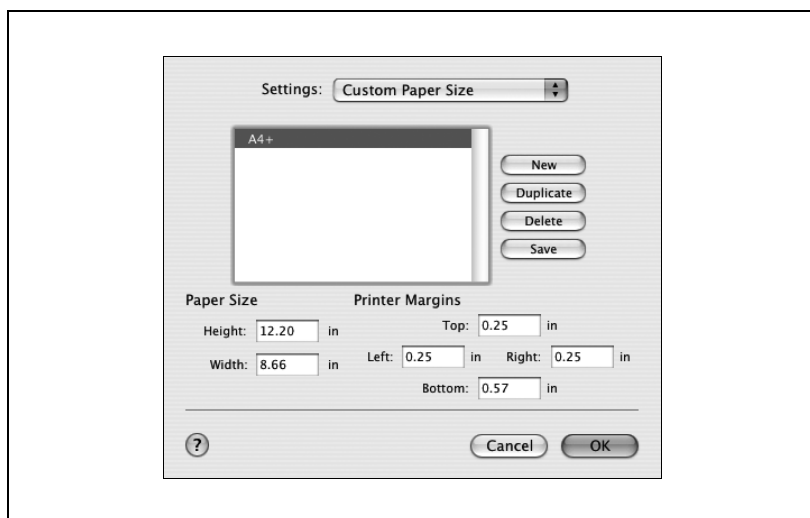 Settings: Custom Paper Size
A4+
New
Duplicate
Delete
Save
Paper Size Printer Margins
Height: 12.20 in Top: 0.25 in
Width: 8.66 in Left: 0.25 in Right: 0.25 in
Bottom: 0.57 in
? Cancel OK